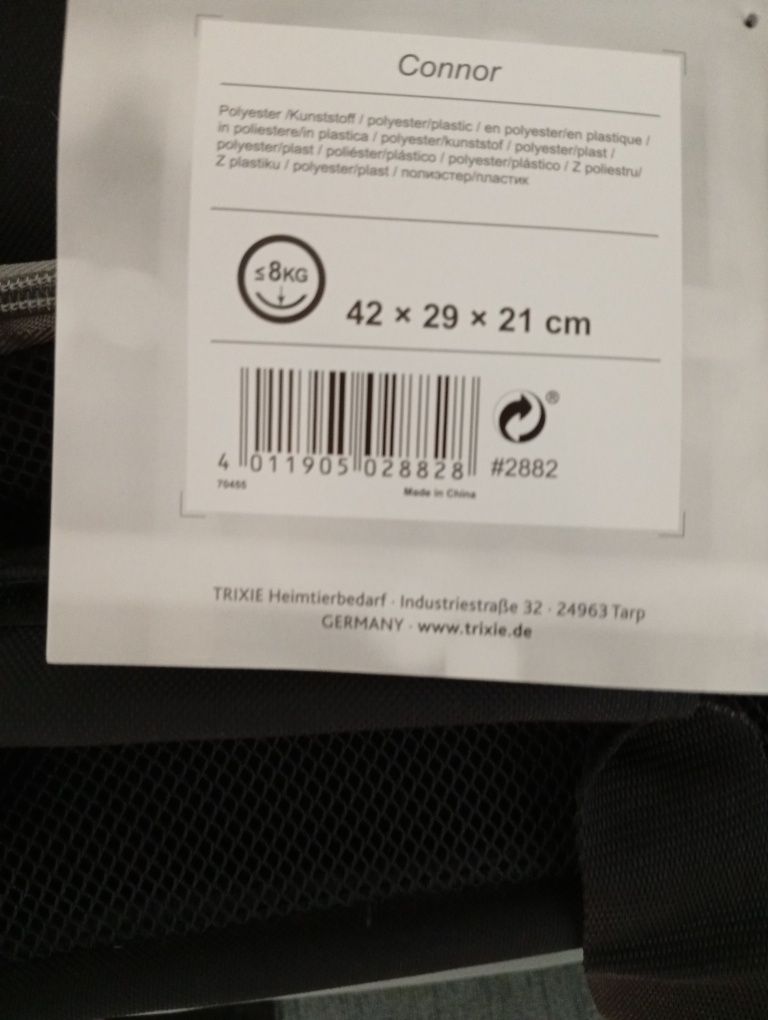 Connor
Polyester /Kunststoff / polyester/plastic / en polyester/en plastique /
in poliestere/in plastica / polyester/kunststof / polyester/plast /
polyester/plast / poliéster/plástico / polyester/plástico / Z poliestru/
Z plastiku / polyester/plast / полиэстер/пластик
≤8KG
42 × 29 × 21 cm
®
4 011905 028828 #2882
70455
Made in China
TRIXIE Heimtierbedarf · Industriestraße 32 · 24963 Tarp
GERMANY · www.trixie.de